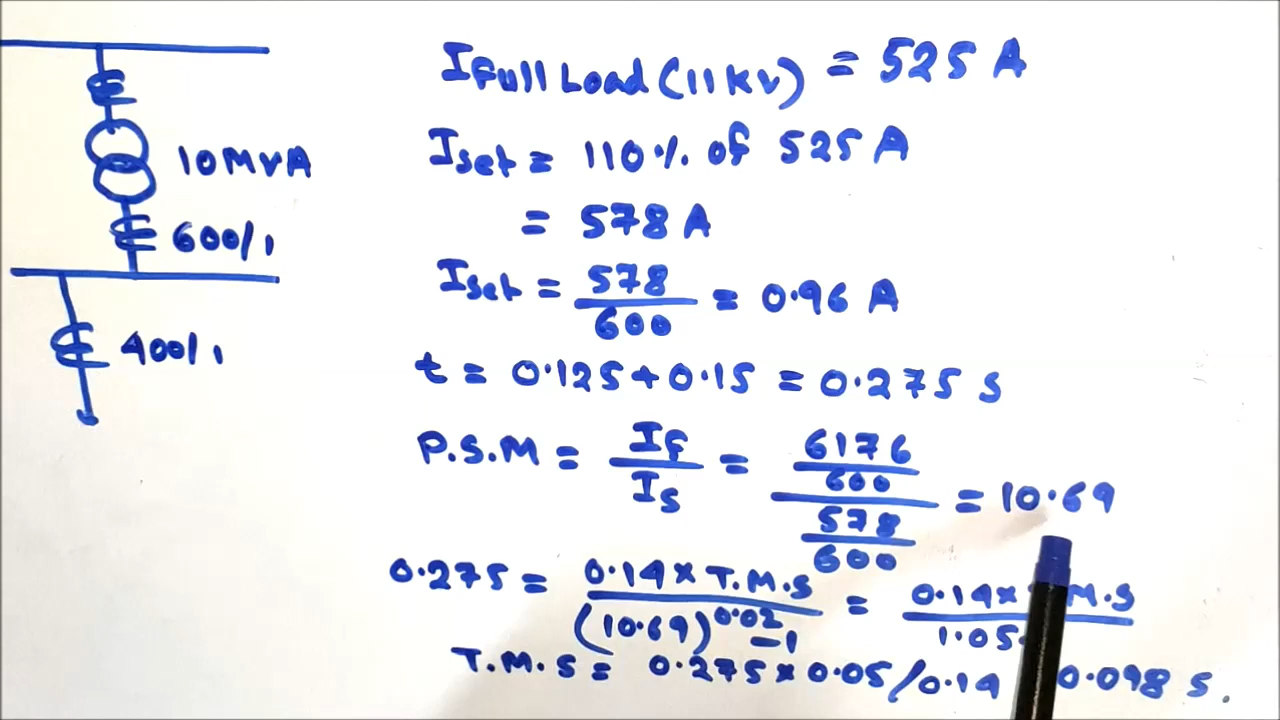 10MVA
600/1
400/1
IFull Load (11KV) = 525 A
Iset = 110% of 525 A
= 578 A
Iset = 578/600 = 0.96 A
t = 0.125+0.15 = 0.275 s
P.S.M = If/Is = (6176/600)/(578/600) = 10.69
0.275 = 0.14 x T.M.S/((10.69)^0.02 -1) = 0.14x M.S/1.05
T.M.S = 0.275 x 0.05/0.14 0.098 s.